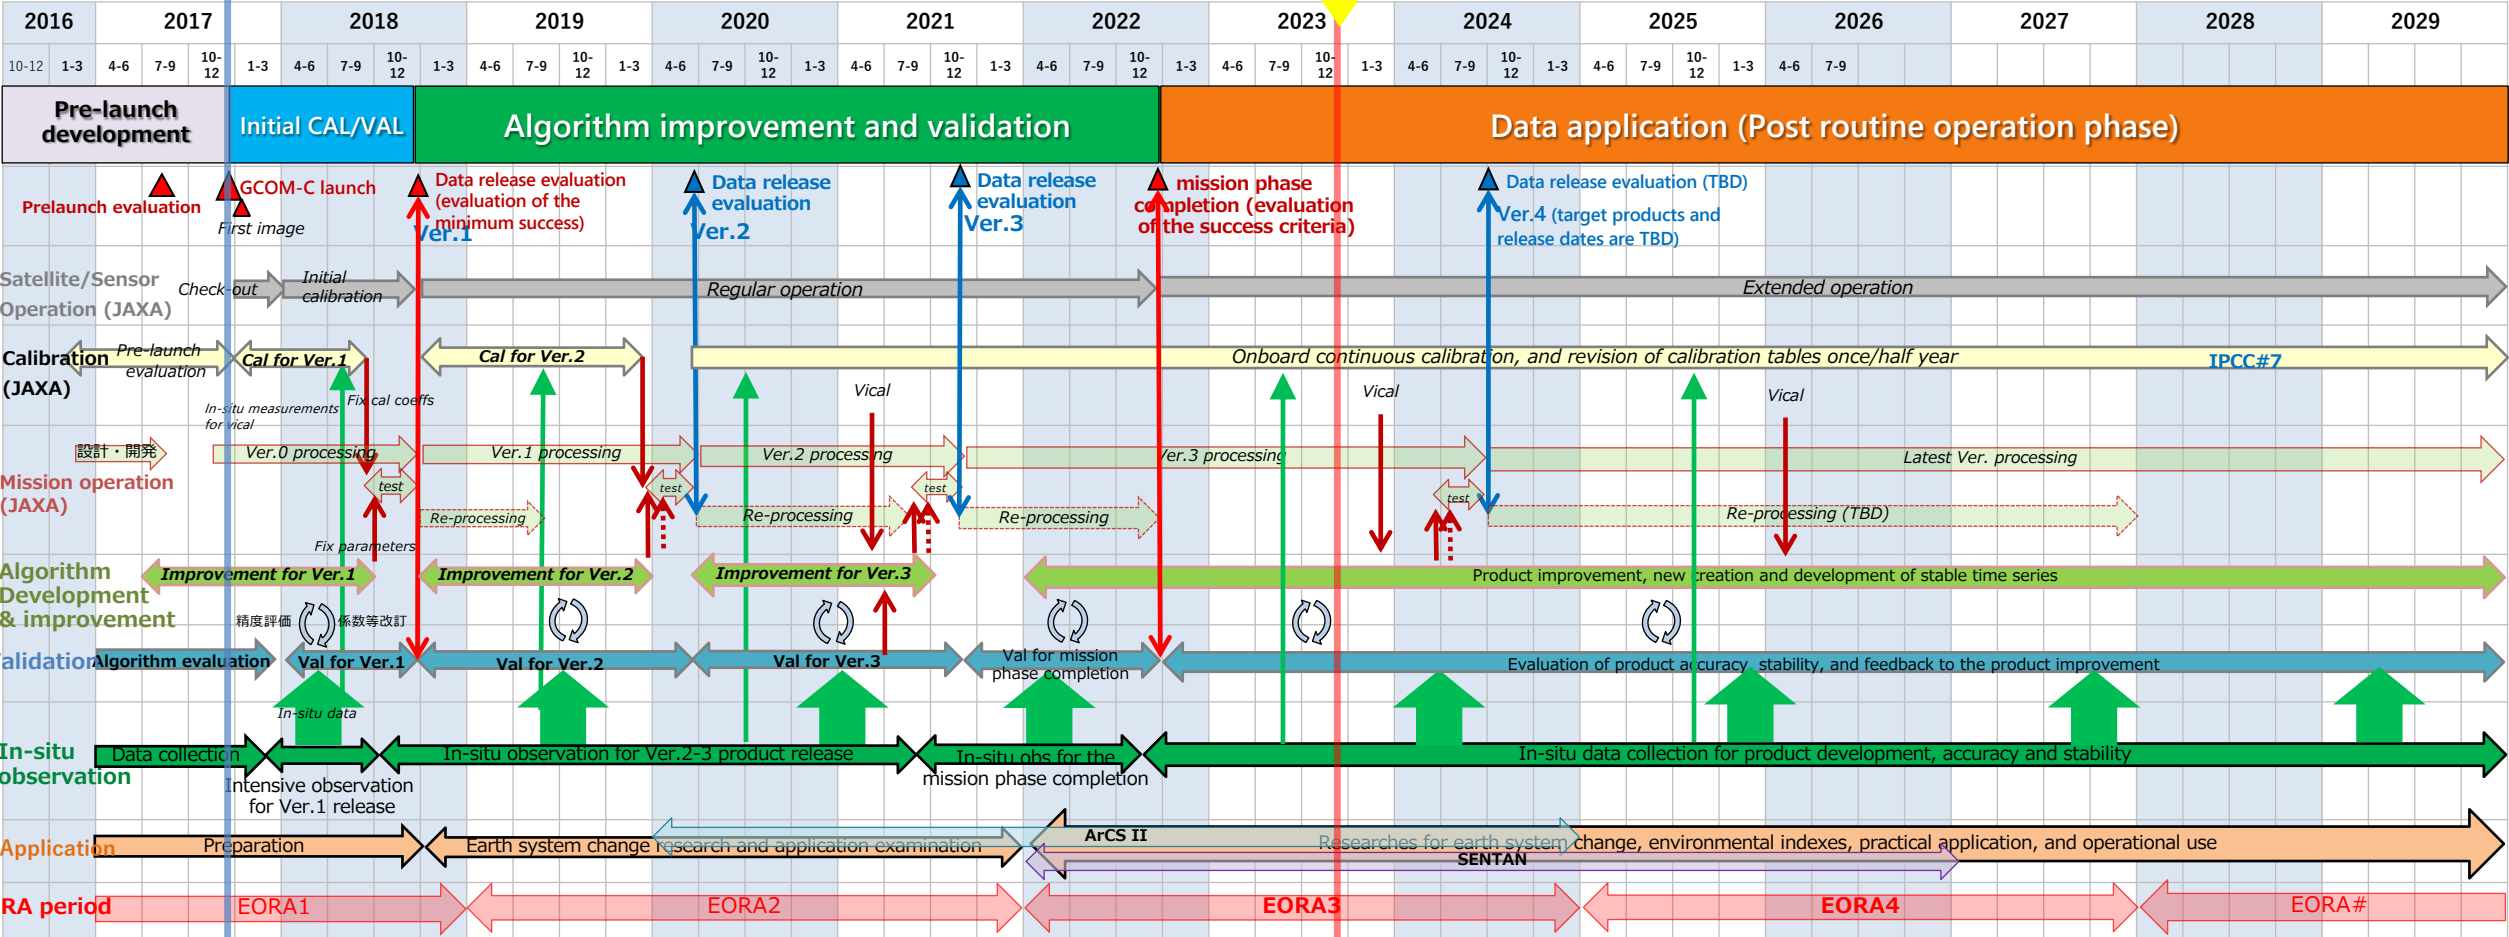 2016 2017 2018 2019 2020 2021 2022 2023 2024 2025 2026 2027 2028 2029
10-12 1-3 4-6 7-9 10-12 1-3 4-6 7-9 10-12 1-3 4-6 7-9 10-12 1-3 4-6 7-9 10-12 1-3 4-6 7-9 10-12 1-3 4-6 7-9 10-12 1-3 4-6 7-9 10-12 1-3 4-6 7-9 10-12 1-3 4-6 7-9 10-12 1-3 4-6 7-9
Pre-launch
development
Initial CAL/VAL
Algorithm improvement and validation
Data application (Post routine operation phase)
Prelaunch evaluation
GCOM-C launch
First image
Data release evaluation
(evaluation of the
minimum success)
Ver.1
Data release
evaluation
Ver.2
Data release
evaluation
Ver.3
mission phase
completion (evaluation
of the success criteria)
Data release evaluation (TBD)
Ver.4 (target products and
release dates are TBD)
Satellite/Sensor
Operation (JAXA)
Check-out
Initial
calibration
Regular operation
Extended operation
Calibration
(JAXA)
Pre-launch
evaluation
Cal for Ver.1
Cal for Ver.2
Onboard continuous calibration, and revision of calibration tables once/half year
IPCC#7
In-situ measurements
for vical
Fix cal coeffs
Vical
Vical
Vical
Mission operation
(JAXA)
設計・開発
Ver.0 processing
Ver.1 processing
Ver.2 processing
Ver.3 processing
Latest Ver. processing
test
test
test
test
Re-processing
Re-processing
Re-processing
Re-processing (TBD)
Fix parameters
Algorithm
Development
& improvement
Improvement for Ver.1
Improvement for Ver.2
Improvement for Ver.3
Product improvement, new creation and development of stable time series
精度評価
係数等改訂
Validation
Algorithm evaluation
Val for Ver.1
Val for Ver.2
Val for Ver.3
Val for mission
phase completion
Evaluation of product accuracy, stability, and feedback to the product improvement
In-situ data
In-situ
observation
Data collection
Intensive observation
for Ver.1 release
In-situ observation for Ver.2-3 product release
In-situ obs for the
mission phase completion
In-situ data collection for product development, accuracy and stability
Application
Preparation
Earth system change research and application examination
ArCS II
Researches for earth system change, environmental indexes, practical application, and operational use
SENTAN
RA period
EORA1
EORA2
EORA3
EORA4
EORA#